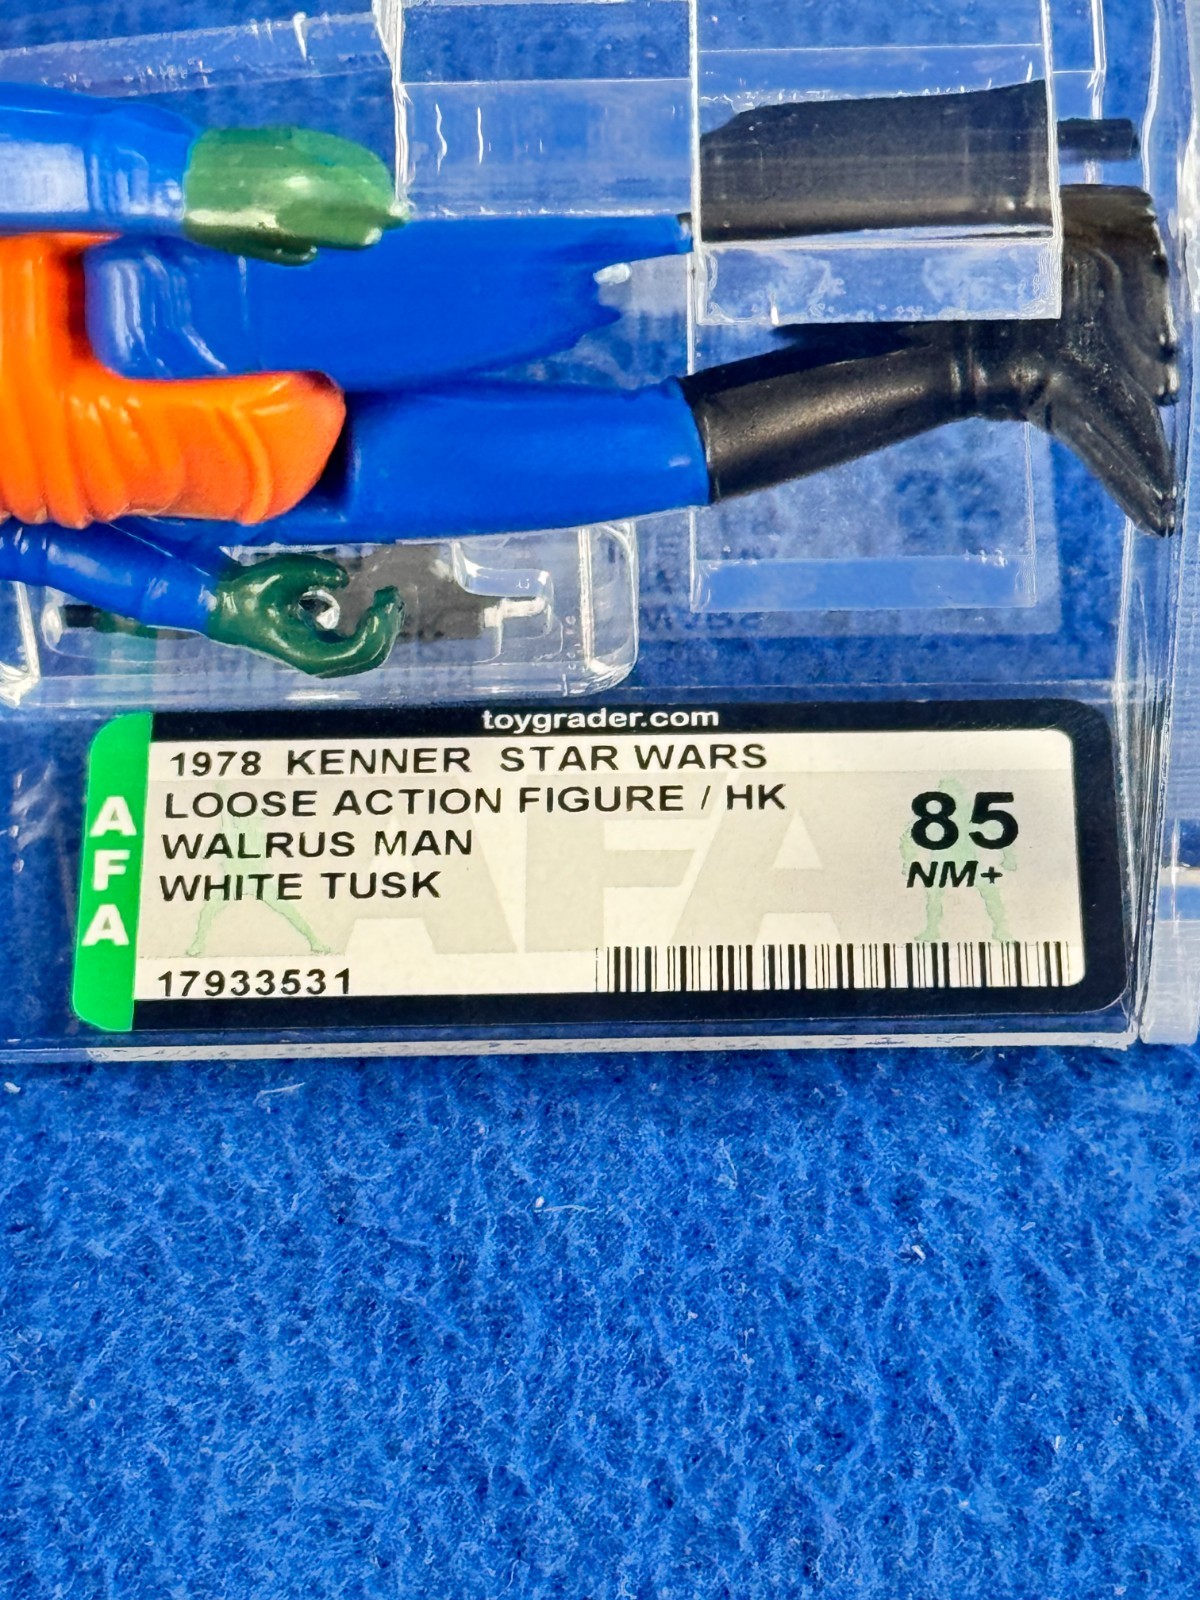 toygrader.com
1978 KENNER STAR WARS
LOOSE ACTION FIGURE / HK
WALRUS MAN
WHITE TUSK
85
NM+
AFA
17933531